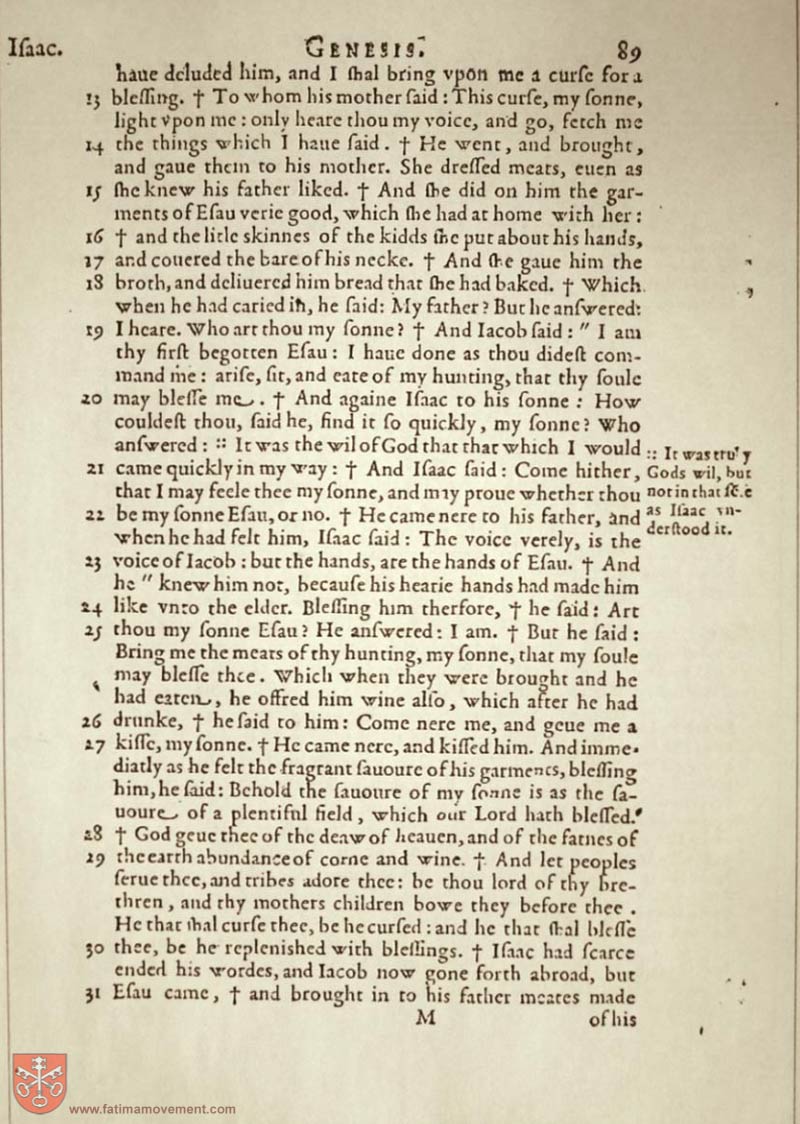 Iſaac.
GENESIS.
89
haue deluded him, and I ſhal bring vpon me a curſe for a
13 bleſſing. † To whom his mother ſaid: This curſe, my ſonne,
light vpon me: only heare thou my voice, and go, fetch me
14 the things which I haue ſaid. † He went, and brought,
and gaue them to his mother. She dreſſed meats, euen as
15 ſhe knew his father liked. † And ſhe did on him the gar-
ments of Eſau verie good, which ſhe had at home with her:
16 † and the litle skinnes of the kidds ſhe put about his hands,
17 and couered the bare of his necke. † And ſhe gaue him the
18 broth, and deliuered him bread that ſhe had baked. † Which
when he had caried in, he ſaid: My father? But he anſwered:
19 I heare. Who art thou my ſonne? † And Iacob ſaid: " I am
thy firſt begotten Eſau: I haue done as thou dideſt com-
mand me: ariſe, ſit, and eate of my hunting, that thy ſoule
20 may bleſſe me. † And againe Iſaac to his ſonne: How
couldeſt thou, ſaid he, find it ſo quickly, my ſonne? Who
anſwered: :: It was the wil of God that that which I would
21 came quickly in my way: † And Iſaac ſaid: Come hither,
that I may feele thee my ſonne, and may proue whether thou
22 be my ſonne Eſau, or no. † He came nere to his father, and
when he had felt him, Iſaac ſaid: The voice verely, is the
23 voice of Iacob: but the hands, are the hands of Eſau. † And
he " knew him not, becauſe his hearie hands had made him
24 like vnto the elder. Bleſſing him therfore, † he ſaid: Art
25 thou my ſonne Eſau? He anſwered: I am. † But he ſaid:
Bring me the meats of thy hunting, my ſonne, that my ſoule
may bleſſe thee. Which when they were brought and he
had eaten, he offred him wine alſo, which after he had
26 drunke, † he ſaid to him: Come nere me, and geue me a
27 kiſſe, my ſonne. † He came nere, and kiſſed him. And imme-
diatly as he felt the fragrant ſauoure of his garments, bleſſing
him, he ſaid: Behold the ſauoure of my ſonne is as the ſa-
uoure of a plentiful field, which our Lord hath bleſſed.
28 † God geue thee of the deaw of heauen, and of the fatnes of
29 the earth abundance of corne and wine. † And let peoples
ſerue thee, and tribes adore thee: be thou lord of thy bre-
thren, and thy mothers children bowe they before thee.
He that ſhal curſe thee, be he curſed: and he that ſhal bleſſe
30 thee, be he repleniſhed with bleſſings. † Iſaac had ſcarce
ended his wordes, and Iacob now gone forth abroad, but
31 Eſau came, † and brought in to his father meates made
M
of his
:: It was truly
Gods wil, but
not in that ſēſe
as Iſaac vn-
derſtood it.
www.fatimamovement.com